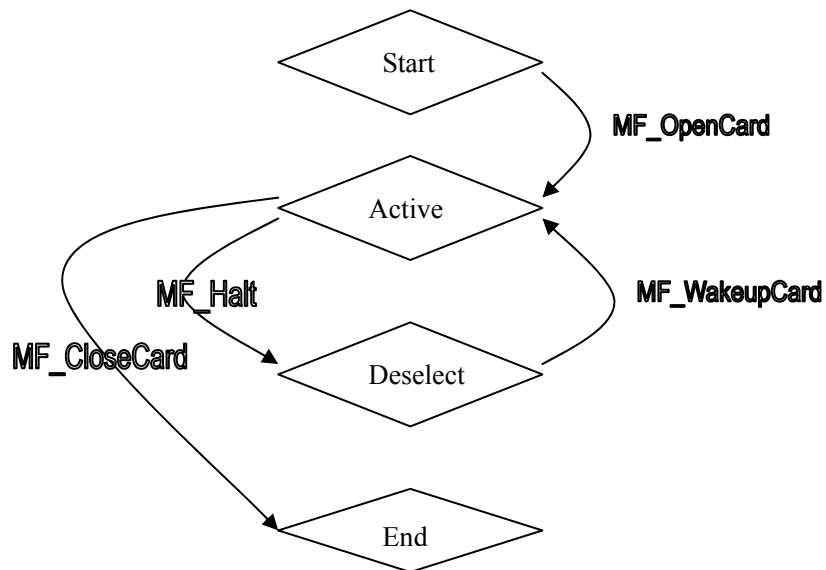 Start
MF_OpenCard
Active
MF_Halt
MF_WakeupCard
MF_CloseCard
Deselect
End